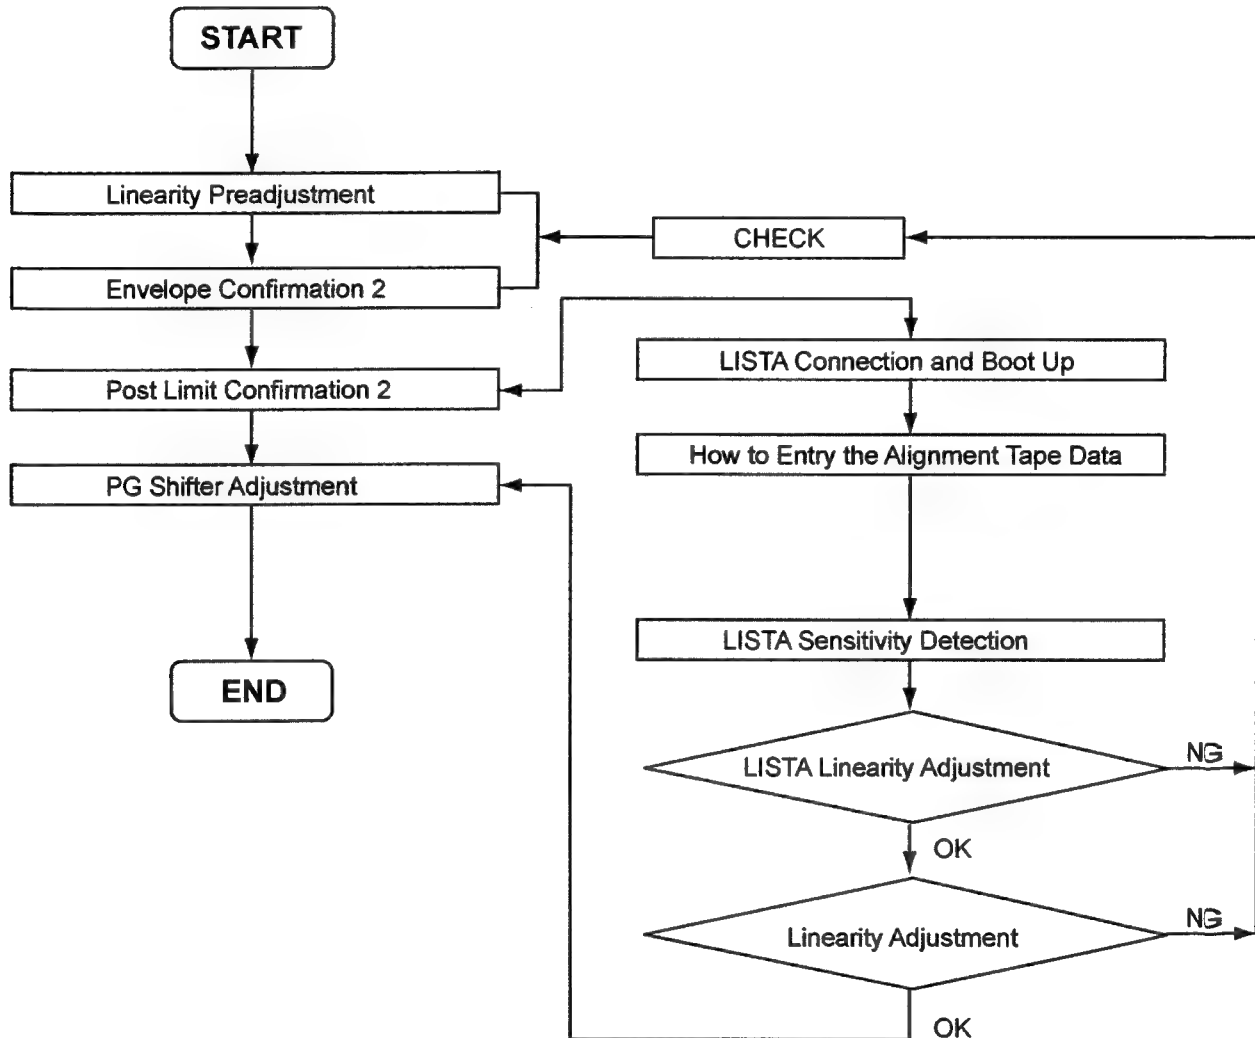 START
Linearity Preadjustment
CHECK
Envelope Confirmation 2
LISTA Connection and Boot Up
Post Limit Confirmation 2
How to Entry the Alignment Tape Data
PG Shifter Adjustment
LISTA Sensitivity Detection
END
LISTA Linearity Adjustment
NG
OK
Linearity Adjustment
NG
OK